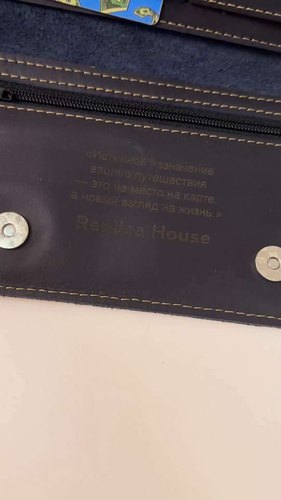 «Истинное назначение
вашего путешествия
— это не место на карте,
а новый взгляд на жизнь.»
House